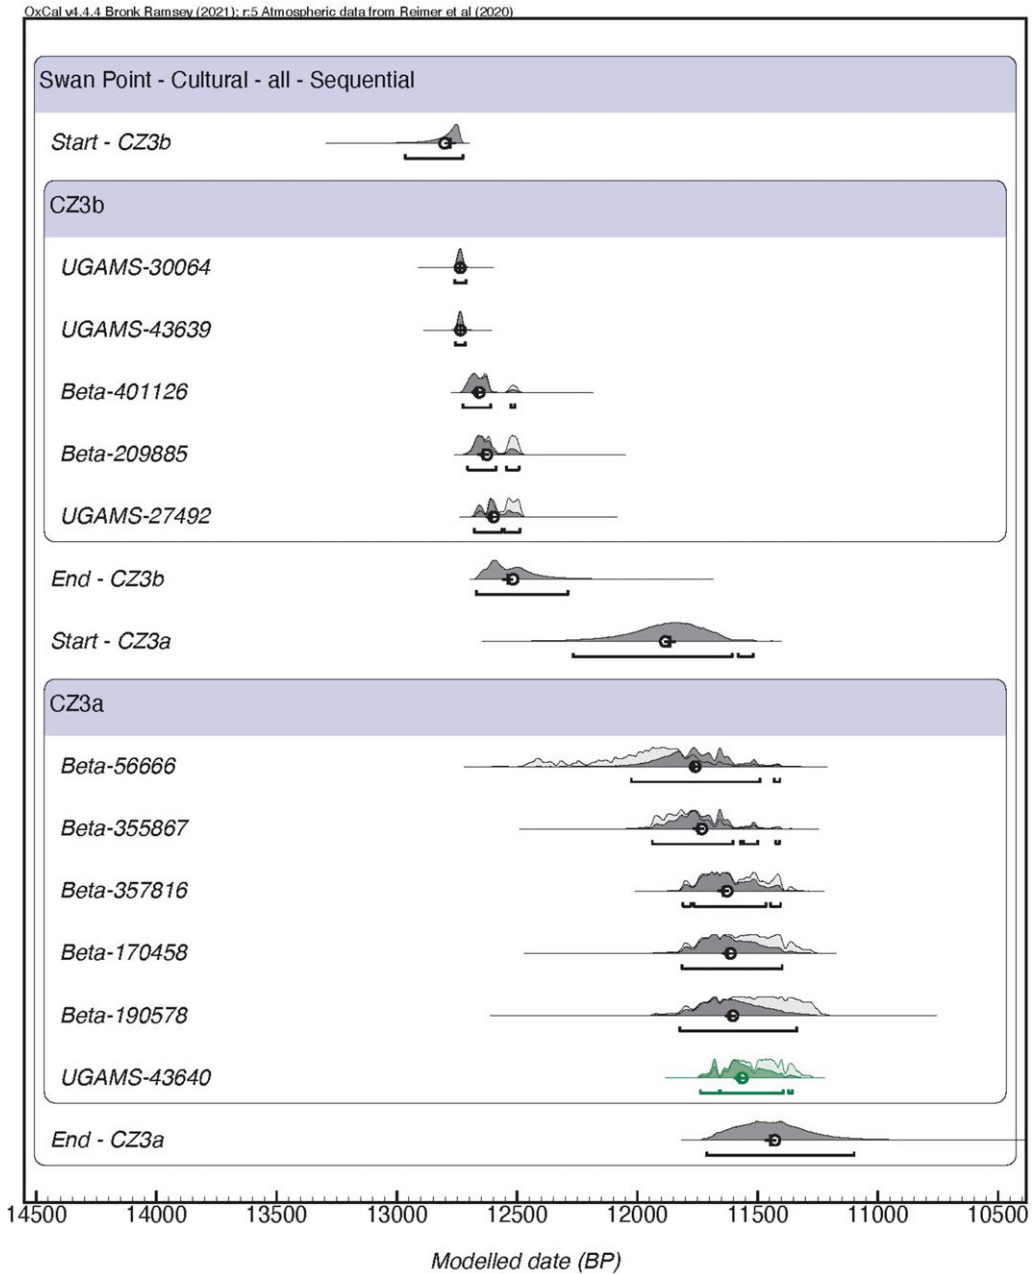 OxCal v4.4.4 Bronk Ramsey (2021); r:5 Atmospheric data from Reimer et al (2020)
Swan Point - Cultural - all - Sequential
Start - CZ3b
CZ3b
UGAMS-30064
UGAMS-43639
Beta-401126
Beta-209885
UGAMS-27492
End - CZ3b
Start - CZ3a
CZ3a
Beta-56666
Beta-355867
Beta-357816
Beta-170458
Beta-190578
UGAMS-43640
End - CZ3a
14500 14000 13500 13000 12500 12000 11500 11000 10500
Modelled date (BP)